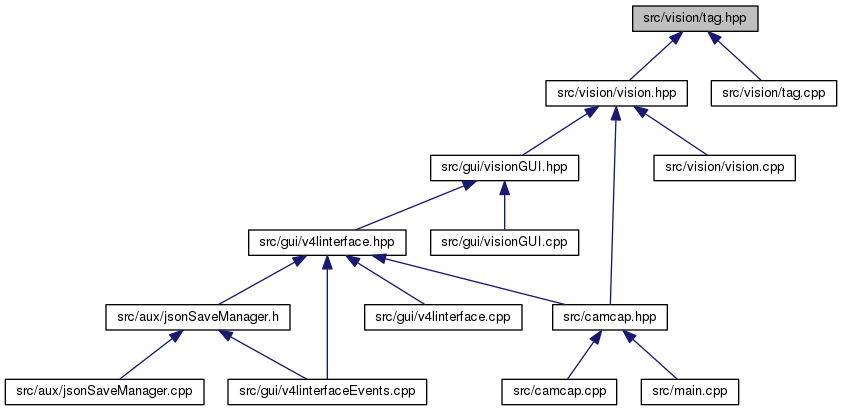 src/vision/tag.hpp
src/vision/vision.hpp
src/vision/tag.cpp
src/gui/visionGUI.hpp
src/vision/vision.cpp
src/gui/v4linterface.hpp
src/gui/visionGUI.cpp
src/aux/jsonSaveManager.h
src/gui/v4linterface.cpp
src/camcap.hpp
src/aux/jsonSaveManager.cpp
src/gui/v4linterfaceEvents.cpp
src/camcap.cpp
src/main.cpp